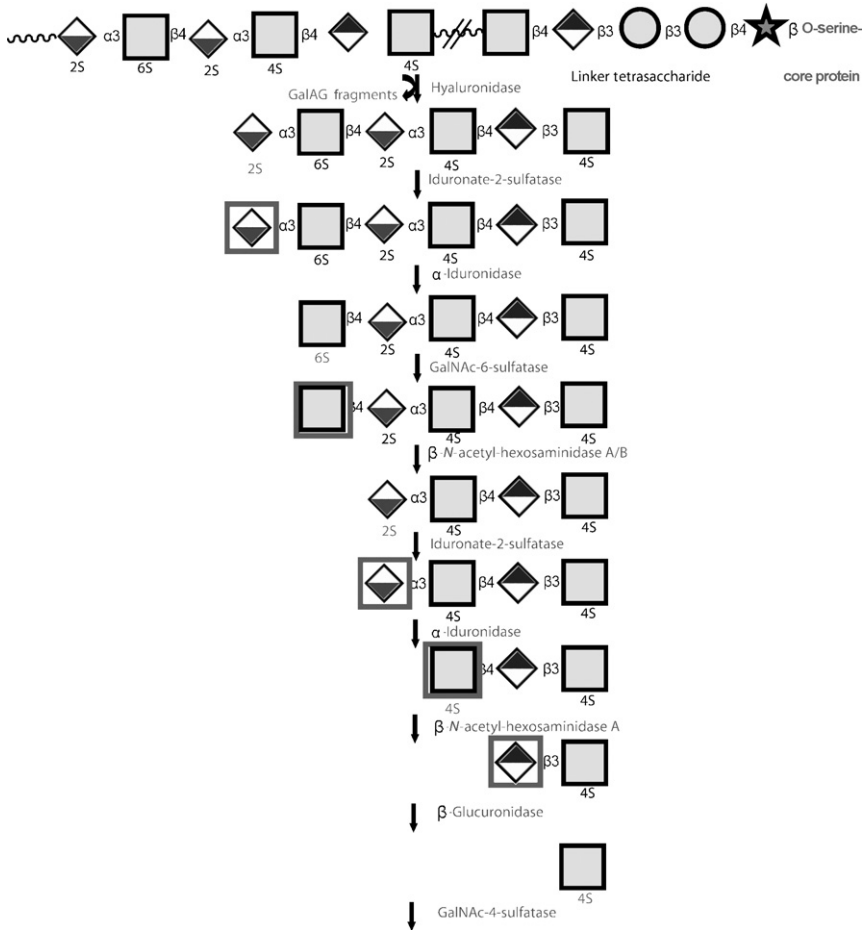 α3 β4 α3 β4 β4 β3 β3 β4 β O-serine-
2S 6S 2S 4S 4S Linker tetrasaccharide core protein
GalAG fragments Hyaluronidase
α3 β4 α3 β4 β3
2S 6S 2S 4S 4S
Iduronate-2-sulfatase
α3 β4 α3 β4 β3
6S 2S 4S 4S
α-Iduronidase
β4 α3 β4 β3
6S 2S 4S 4S
GalNAc-6-sulfatase
β4 α3 β4 β3
2S 4S 4S
β-N-acetyl-hexosaminidase A/B
α3 β4 β3
2S 4S 4S
Iduronate-2-sulfatase
α3 β4 β3
4S 4S
α-Iduronidase
β4 β3
4S 4S
β-N-acetyl-hexosaminidase A
β3
4S
β-Glucuronidase
4S
GalNAc-4-sulfatase